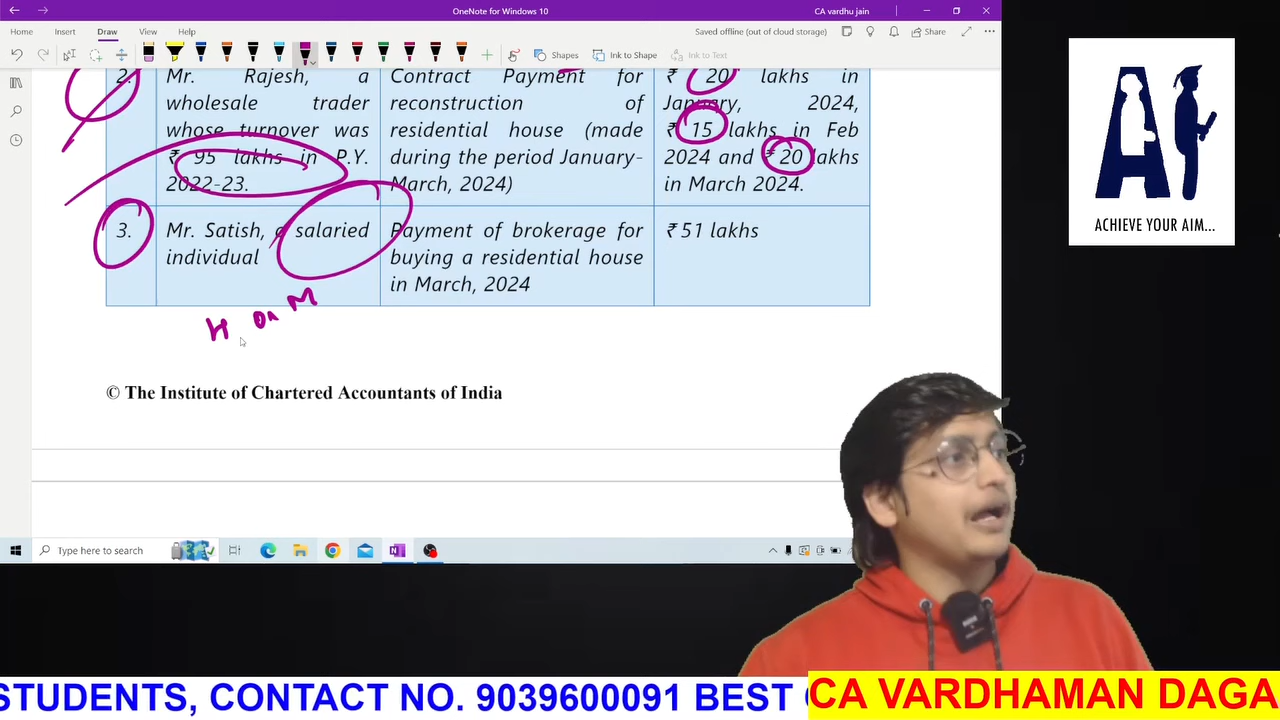 OneNote for Windows 10
CA vardhu jain
Home Insert Draw View Help
Saved offline (out of cloud storage)
Share
Shapes
Ink to Shape
Ink to Text
2. Mr. Rajesh, a Contract Payment for ₹ 20 lakhs in
wholesale trader reconstruction of January, 2024,
whose turnover was residential house (made ₹ 15 lakhs in Feb
₹ 95 lakhs in P.Y. during the period January- 2024 and ₹ 20 lakhs
2022-23. March, 2024) in March 2024.
3. Mr. Satish, a salaried Payment of brokerage for ₹ 51 lakhs
individual buying a residential house
in March, 2024
H or M
© The Institute of Chartered Accountants of India
ACHIEVE YOUR AIM...
Type here to search
STUDENTS, CONTACT NO. 9039600091 BEST
CA VARDHAMAN DAGA